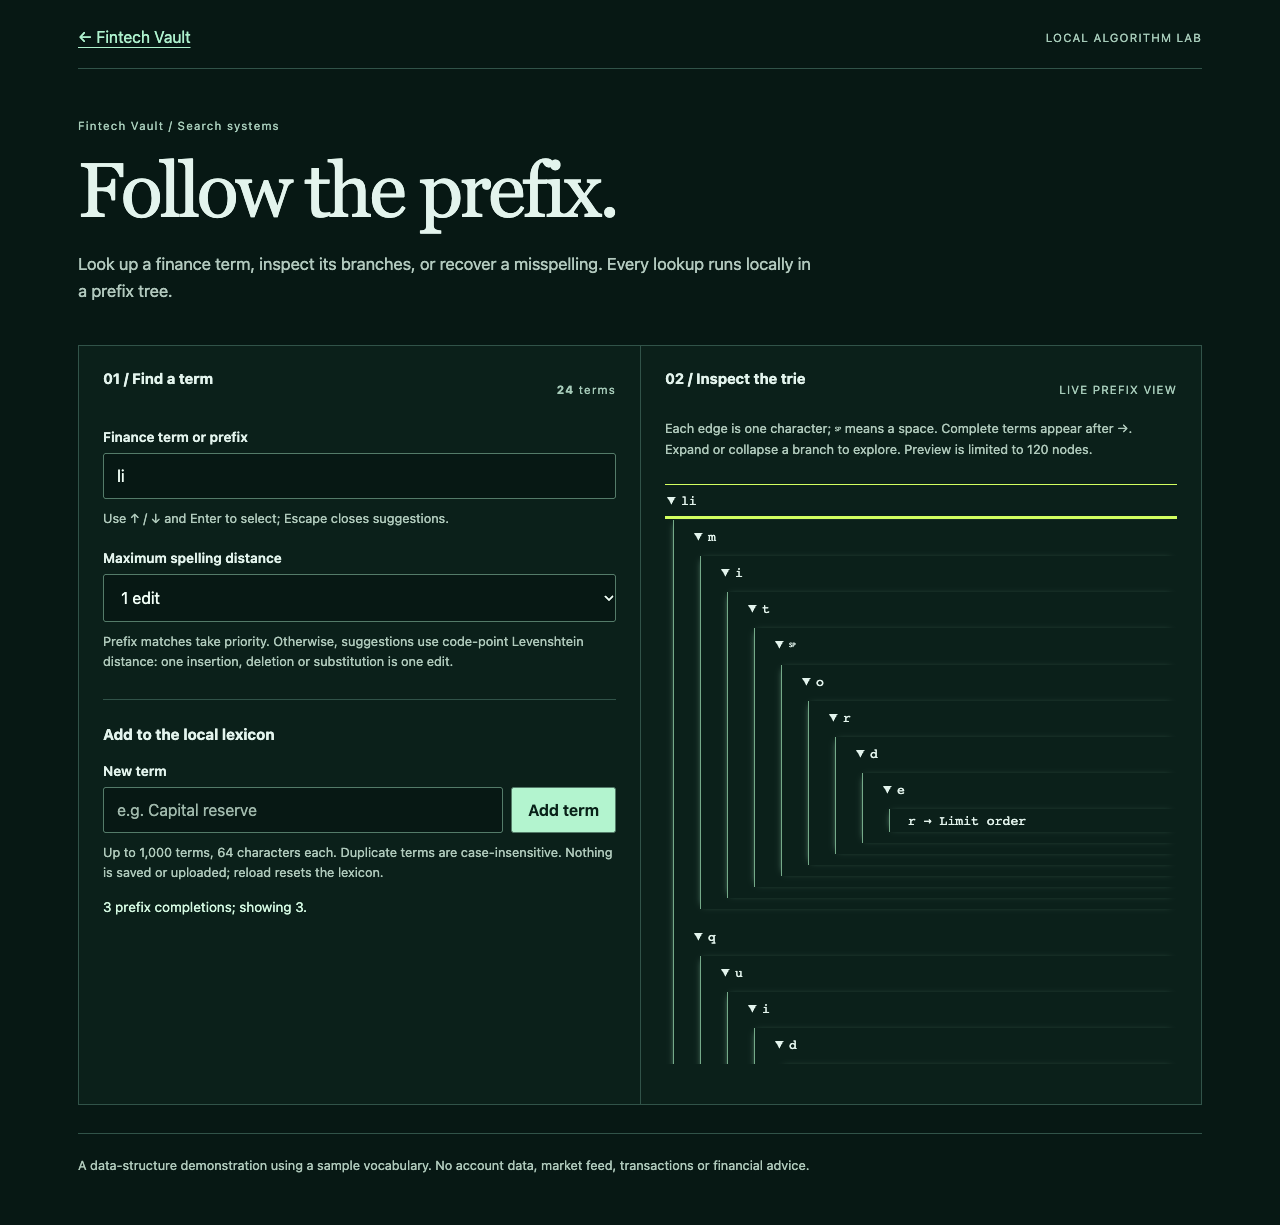 ← Fintech Vault
LOCAL ALGORITHM LAB
Fintech Vault / Search systems
Follow the prefix.
Look up a finance term, inspect its branches, or recover a misspelling. Every lookup runs locally in
a prefix tree.
01 / Find a term
24 terms
Finance term or prefix
li
Use ↑ / ↓ and Enter to select; Escape closes suggestions.
Maximum spelling distance
1 edit
Prefix matches take priority. Otherwise, suggestions use code-point Levenshtein
distance: one insertion, deletion or substitution is one edit.
Add to the local lexicon
New term
e.g. Capital reserve
Add term
Up to 1,000 terms, 64 characters each. Duplicate terms are case-insensitive. Nothing
is saved or uploaded; reload resets the lexicon.
3 prefix completions; showing 3.
02 / Inspect the trie
LIVE PREFIX VIEW
Each edge is one character; ␠ means a space. Complete terms appear after →.
Expand or collapse a branch to explore. Preview is limited to 120 nodes.
▼ li
▼ m
▼ i
▼ t
▼ ␠
▼ o
▼ r
▼ d
▼ e
r → Limit order
▼ q
▼ u
▼ i
▼ d
A data-structure demonstration using a sample vocabulary. No account data, market feed, transactions or financial advice.